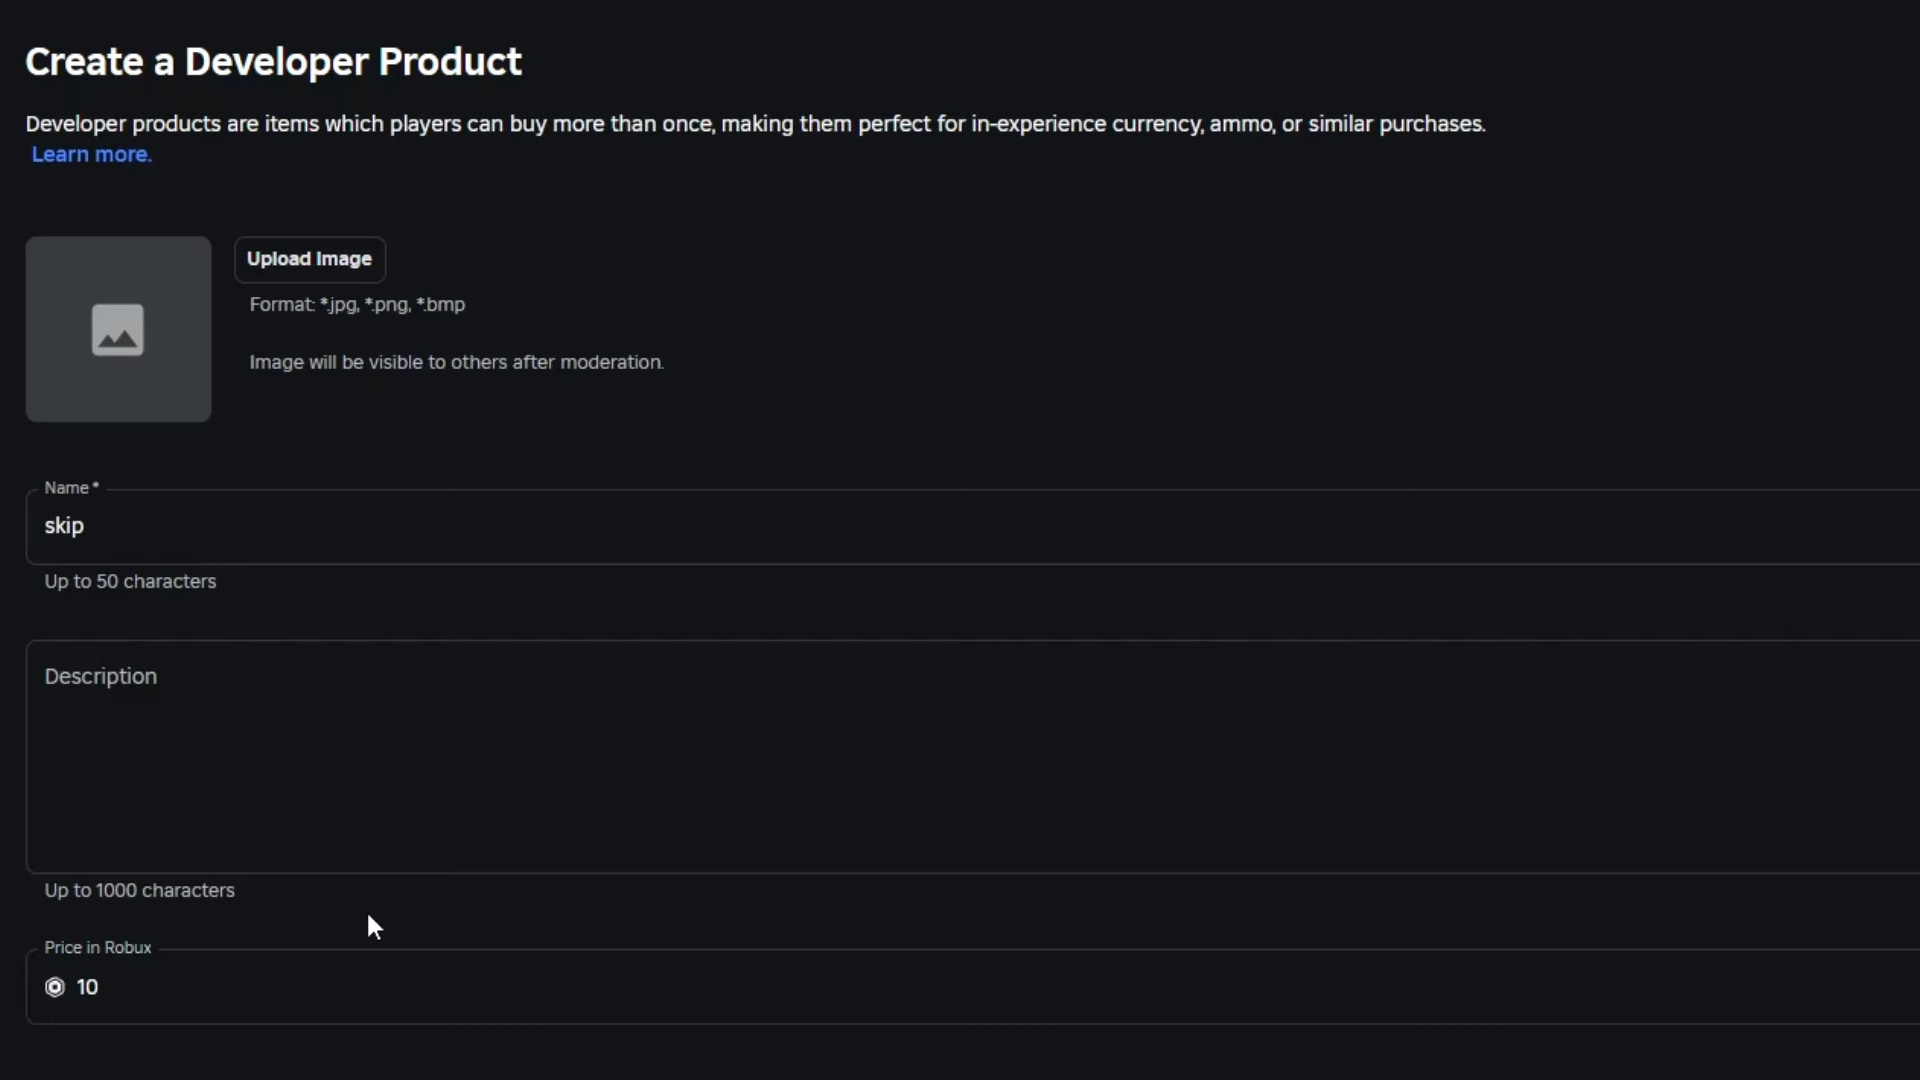 Create a Developer Product
Developer products are items which players can buy more than once, making them perfect for in-experience currency, ammo, or similar purchases.
Learn more.
Upload Image
Format: *.jpg, *.png, *.bmp
Image will be visible to others after moderation.
Name*
skip
Up to 50 characters
Description
Up to 1000 characters
Price in Robux
10